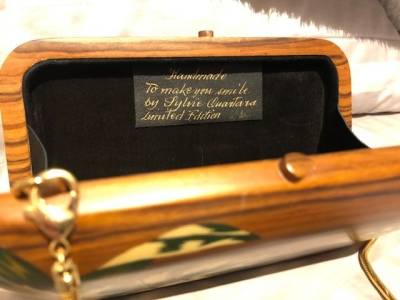 Handmade
To make you smile
by Sylvie Quartara
Limited Edition